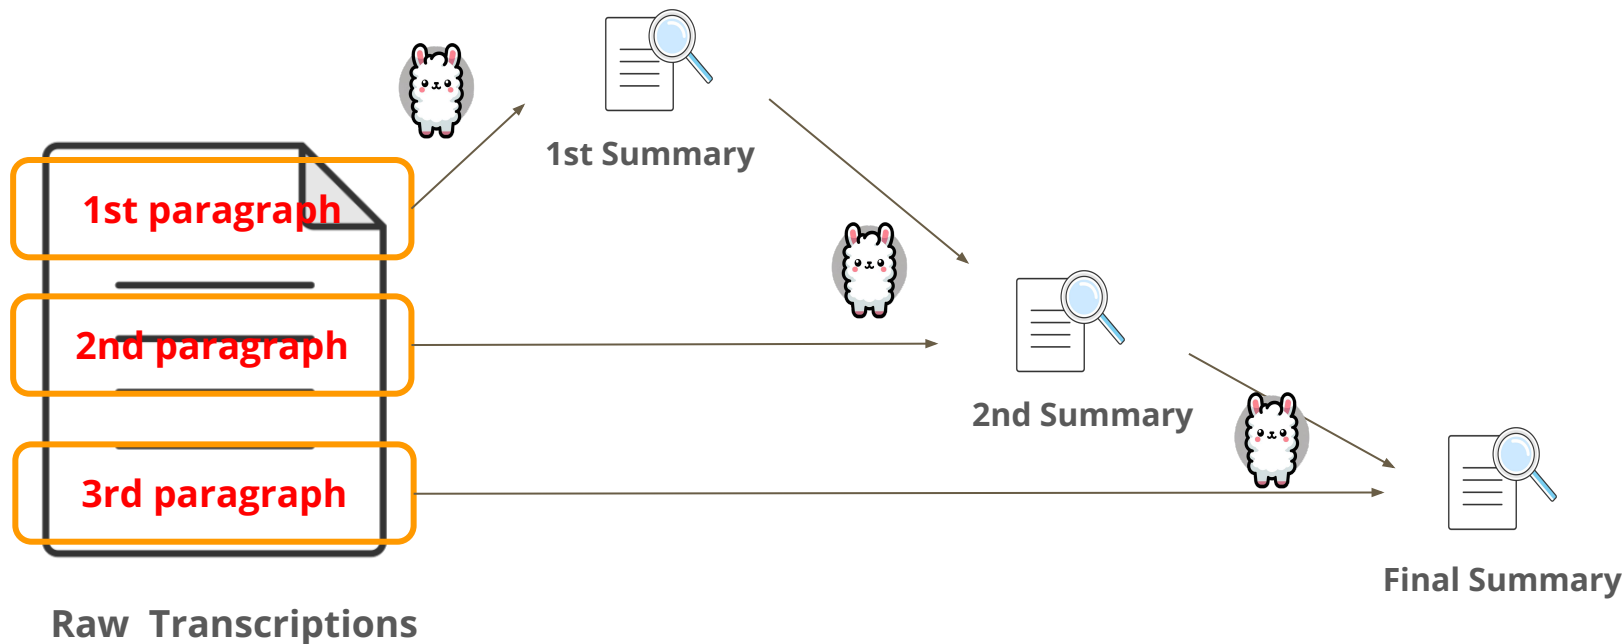 1st Summary
1st paragraph
2nd paragraph
2nd Summary
3rd paragraph
Final Summary
Raw Transcriptions